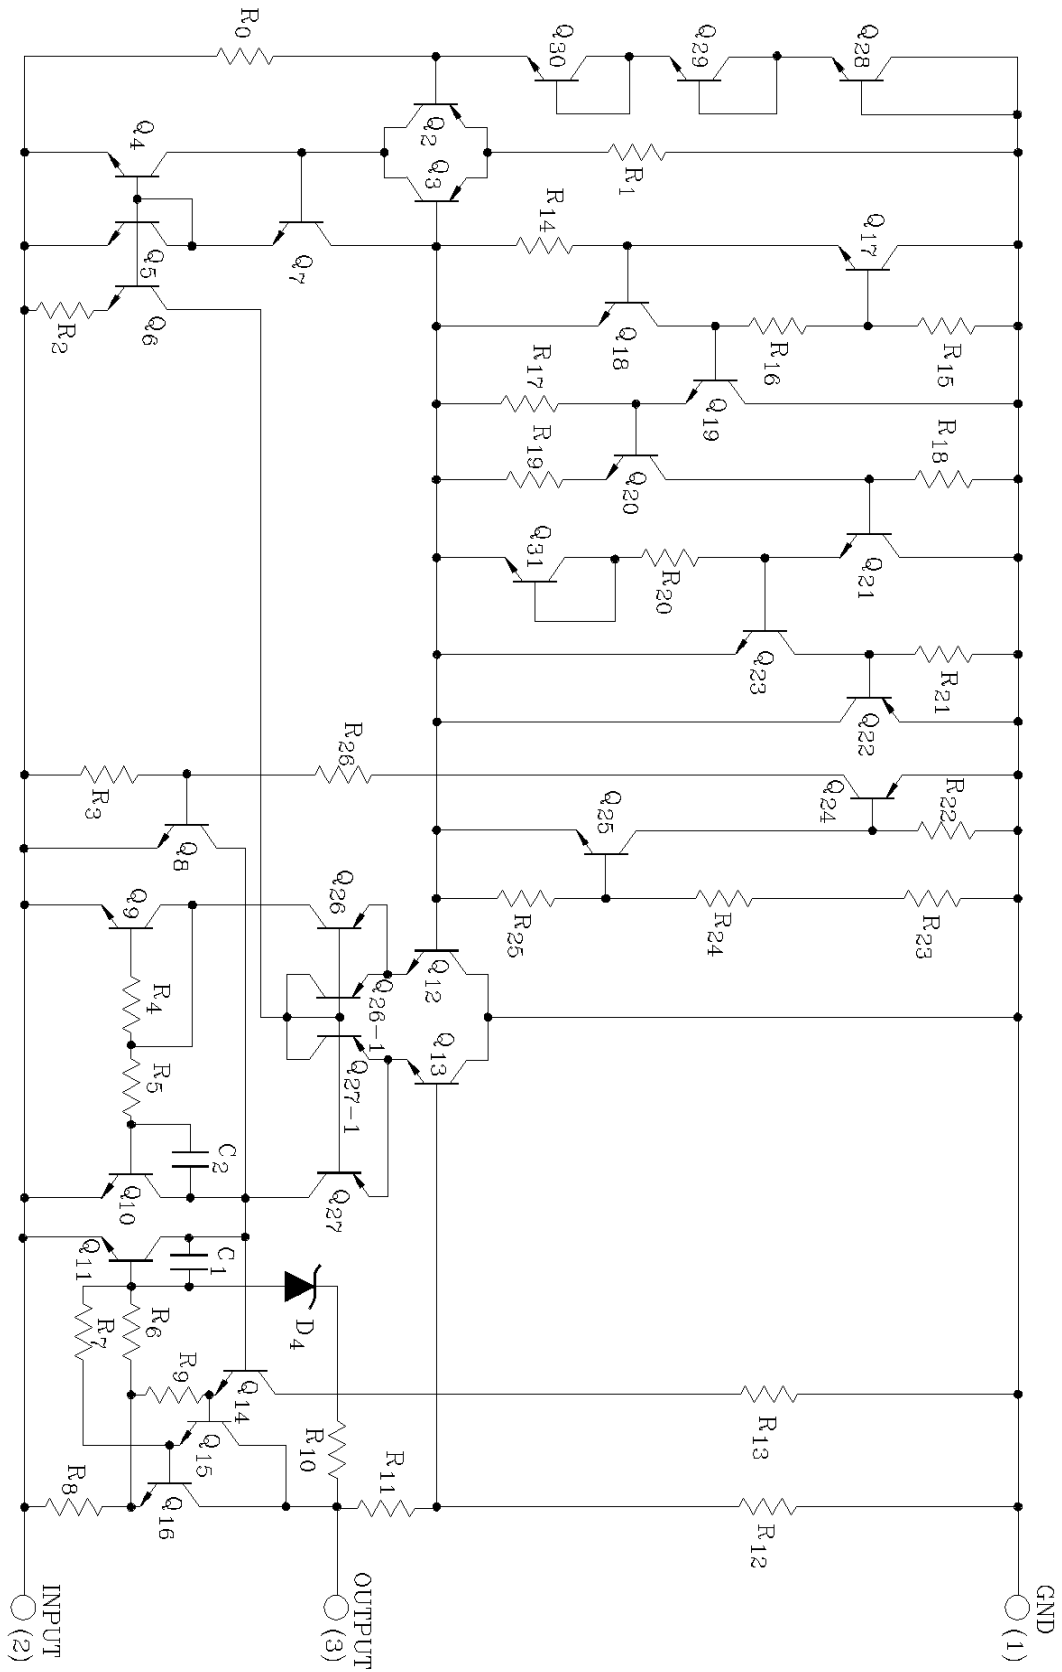 R0
Q30
Q29
Q28
Q4
Q2
Q3
R1
Q5
Q6
R2
Q7
R14
Q17
Q18
R16
R15
R17
Q19
R19
Q20
R18
Q31
R20
Q21
Q23
R21
Q22
R3
R26
Q8
Q25
Q24
R22
Q9
Q26
R25
R24
R23
R4
Q26-1
Q12
R5
Q27-1
Q13
C2
Q10
Q27
Q11
C1
R7
R6
D4
R9
Q14
R13
Q15
R10
R8
Q16
R11
R12
INPUT
(2)
OUTPUT
(3)
GND
(1)